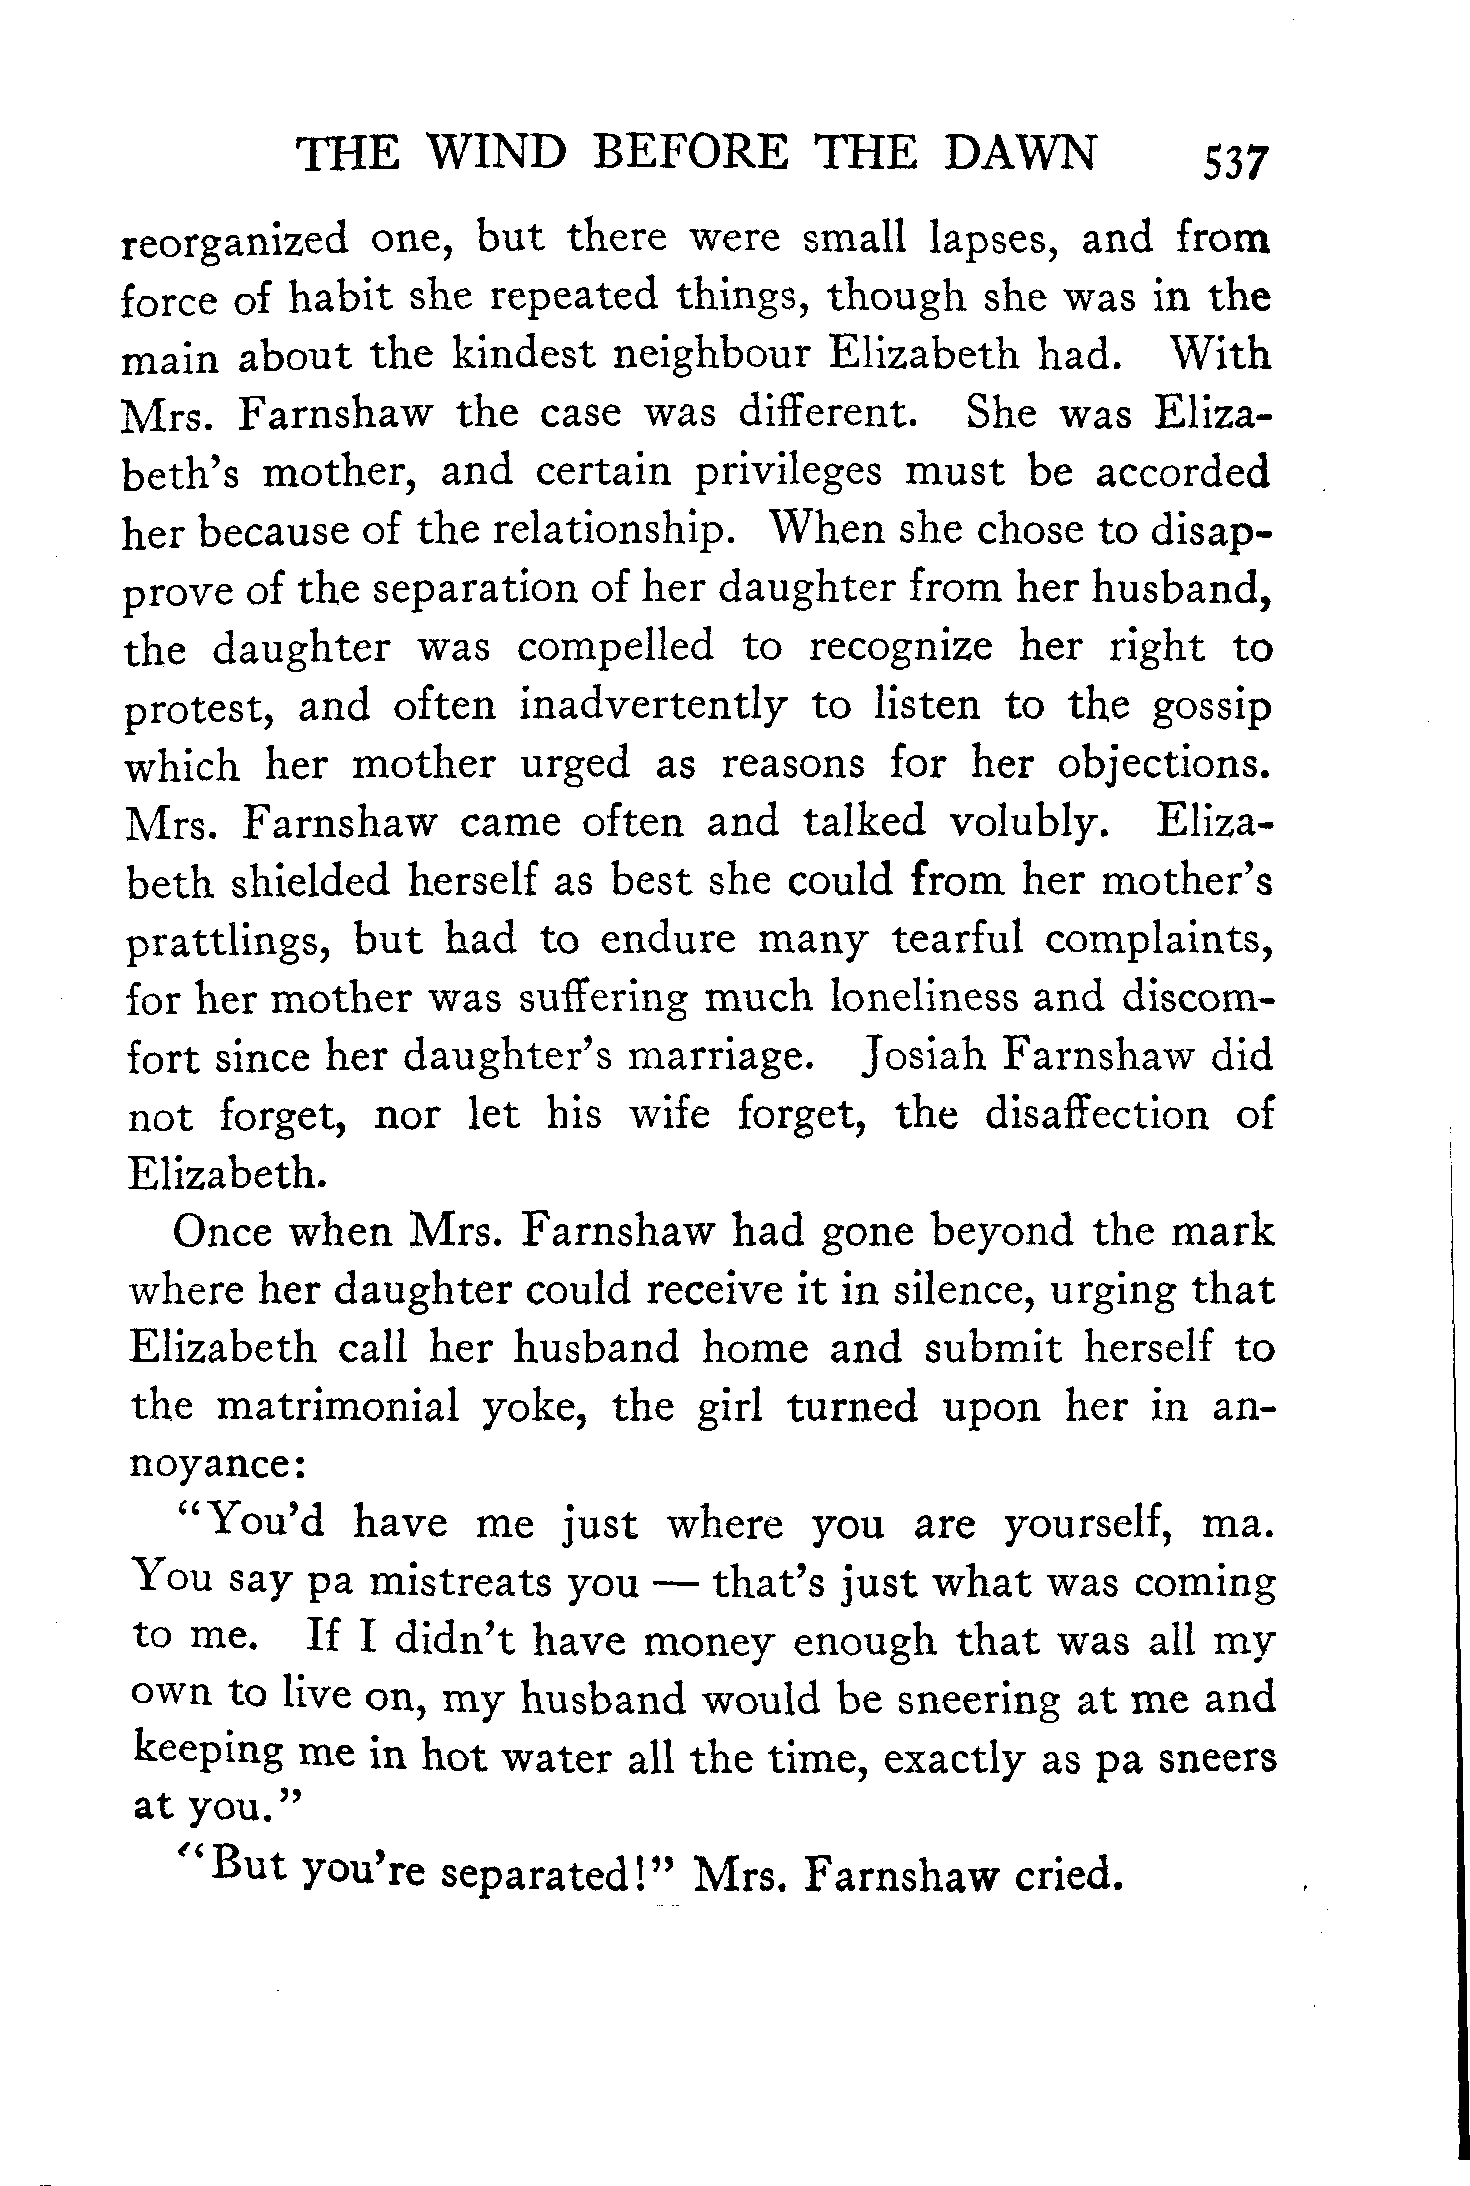 THE WIND BEFORE THE DAWN 537
reorganized one, but there were small lapses, and from
force of habit she repeated things, though she was in the
main about the kindest neighbour Elizabeth had. With
Mrs. Farnshaw the case was different. She was Eliza-
beth's mother, and certain privileges must be accorded
her because of the relationship. When she chose to disap-
prove of the separation of her daughter from her husband,
the daughter was compelled to recognize her right to
protest, and often inadvertently to listen to the gossip
which her mother urged as reasons for her objections.
Mrs. Farnshaw came often and talked volubly. Eliza-
beth shielded herself as best she could from her mother's
prattlings, but had to endure many tearful complaints,
for her mother was suffering much loneliness and discom-
fort since her daughter's marriage. Josiah Farnshaw did
not forget, nor let his wife forget, the disaffection of
Elizabeth.
Once when Mrs. Farnshaw had gone beyond the mark
where her daughter could receive it in silence, urging that
Elizabeth call her husband home and submit herself to
the matrimonial yoke, the girl turned upon her in an-
noyance:
"You'd have me just where you are yourself, ma.
You say pa mistreats you — that's just what was coming
to me. If I didn't have money enough that was all my
own to live on, my husband would be sneering at me and
keeping me in hot water all the time, exactly as pa sneers
at you."
"But you're separated!" Mrs. Farnshaw cried.